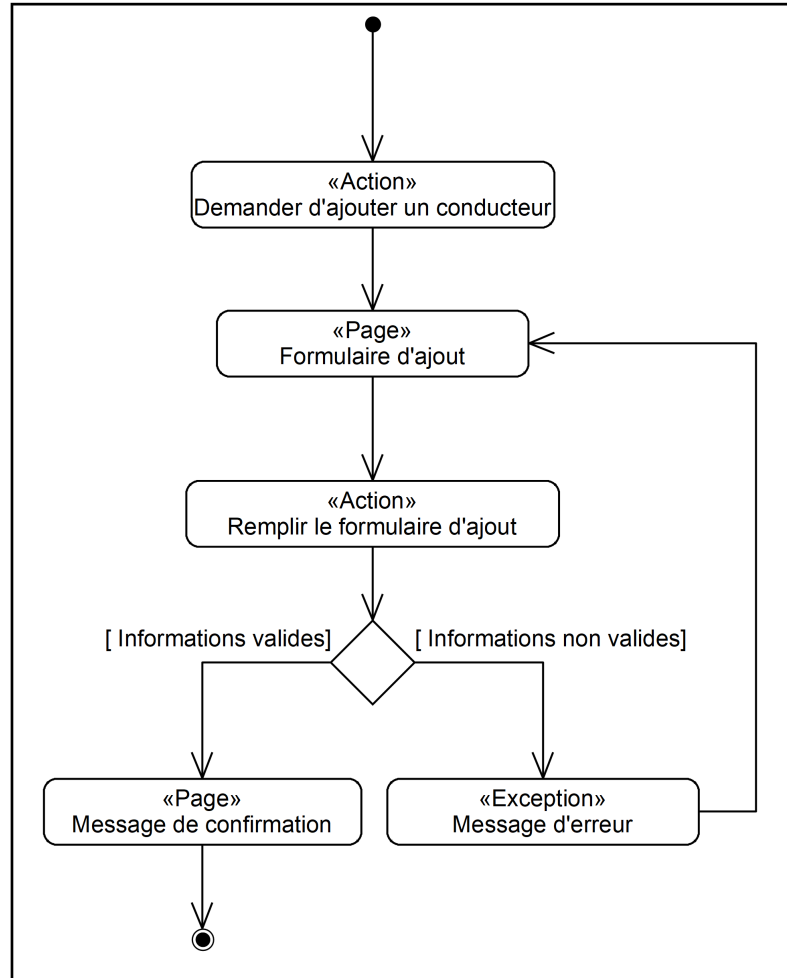 «Action»
Demander d'ajouter un conducteur
«Page»
Formulaire d'ajout
«Action»
Remplir le formulaire d'ajout
[ Informations valides]
[ Informations non valides]
«Page»
Message de confirmation
«Exception»
Message d'erreur